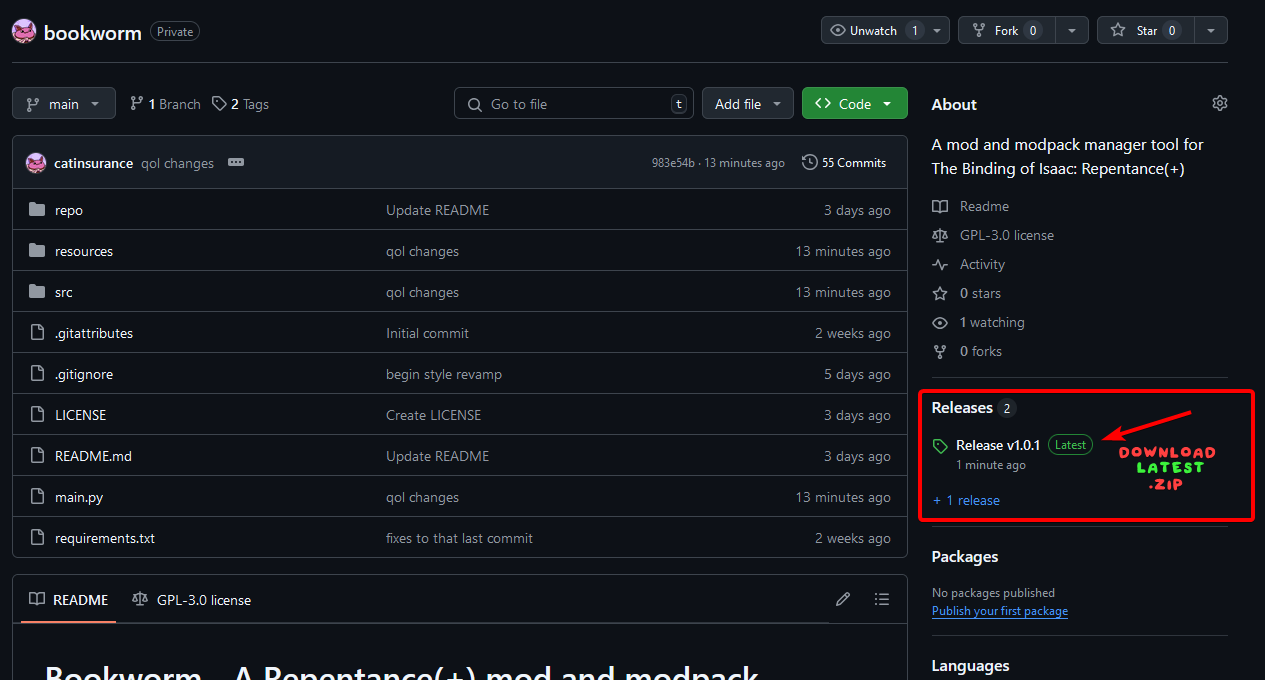 bookworm Private
Unwatch 1
Fork 0
Star 0
main
1 Branch
2 Tags
Go to file t
Add file
Code
catinsurance qol changes
983e54b · 13 minutes ago
55 Commits
repo Update README 3 days ago
resources qol changes 13 minutes ago
src qol changes 13 minutes ago
.gitattributes Initial commit 2 weeks ago
.gitignore begin style revamp 5 days ago
LICENSE Create LICENSE 3 days ago
README.md Update README 3 days ago
main.py qol changes 13 minutes ago
requirements.txt fixes to that last commit 2 weeks ago
README
GPL-3.0 license
Bookworm - A Repentance(+) mod and modpack
About
A mod and modpack manager tool for
The Binding of Isaac: Repentance(+)
Readme
GPL-3.0 license
Activity
0 stars
1 watching
0 forks
Releases 2
Release v1.0.1 Latest
1 minute ago
DOWNLOAD
LATEST
.ZIP
+ 1 release
Packages
No packages published
Publish your first package
Languages